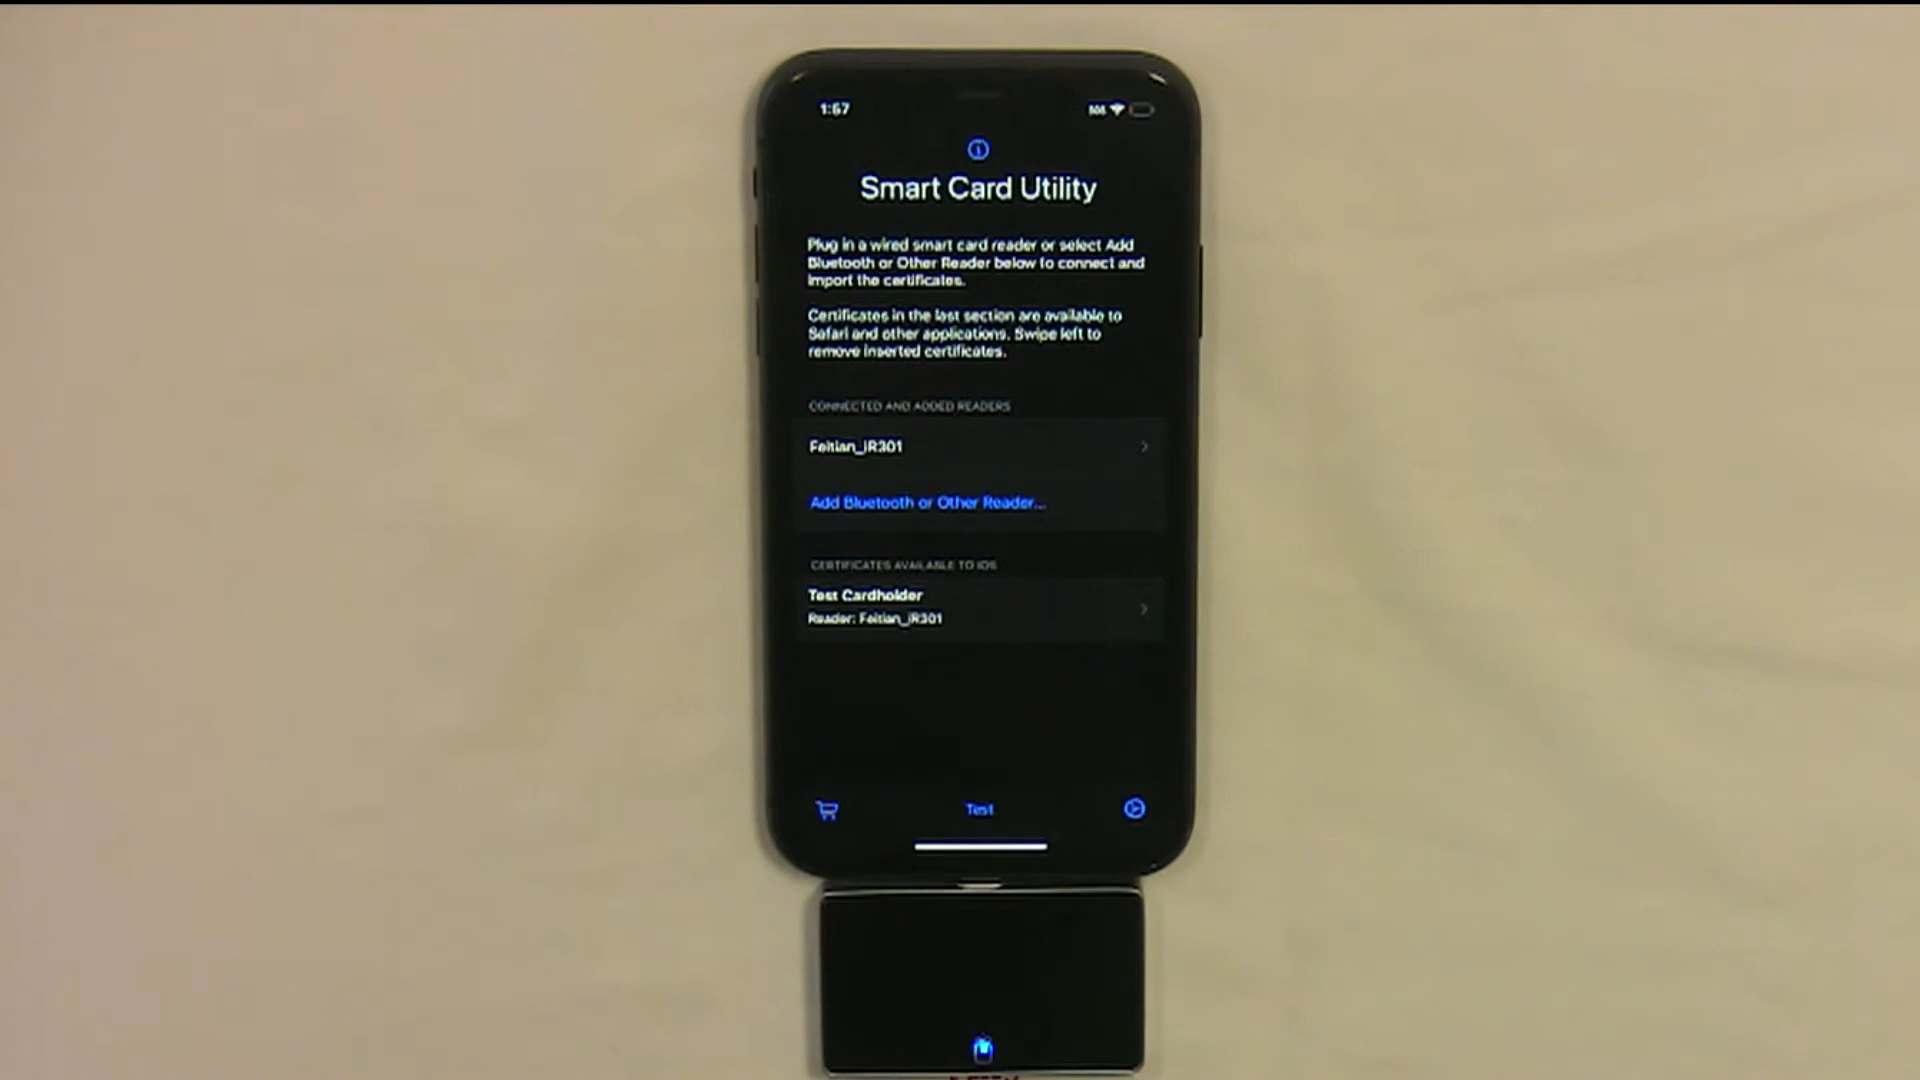 1:57
SOS
Smart Card Utility
Plug in a wired smart card reader or select Add
Bluetooth or Other Reader below to connect and
import the certificates.
Certificates in the last section are available to
Safari and other applications. Swipe left to
remove inserted certificates.
CONNECTED AND ADDED READERS
Feitian_iR301
Add Bluetooth or Other Reader...
CERTIFICATES AVAILABLE TO IOS
Test Cardholder
Reader: Feitian_iR301
Test